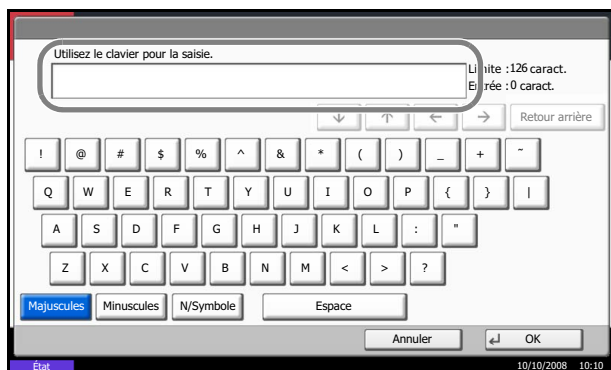 Utilisez le clavier pour la saisie.
Limite :126 caract.
Entrée :0 caract.
↓ ↑ ← → Retour arrière
! @ # $ % ^ & * ( ) _ + ~
Q W E R T Y U I O P { } |
A S D F G H J K L : "
Z X C V B N M < > ?
Majuscules Minuscules N/Symbole Espace
Annuler ↵ OK
État 10/10/2008 10:10